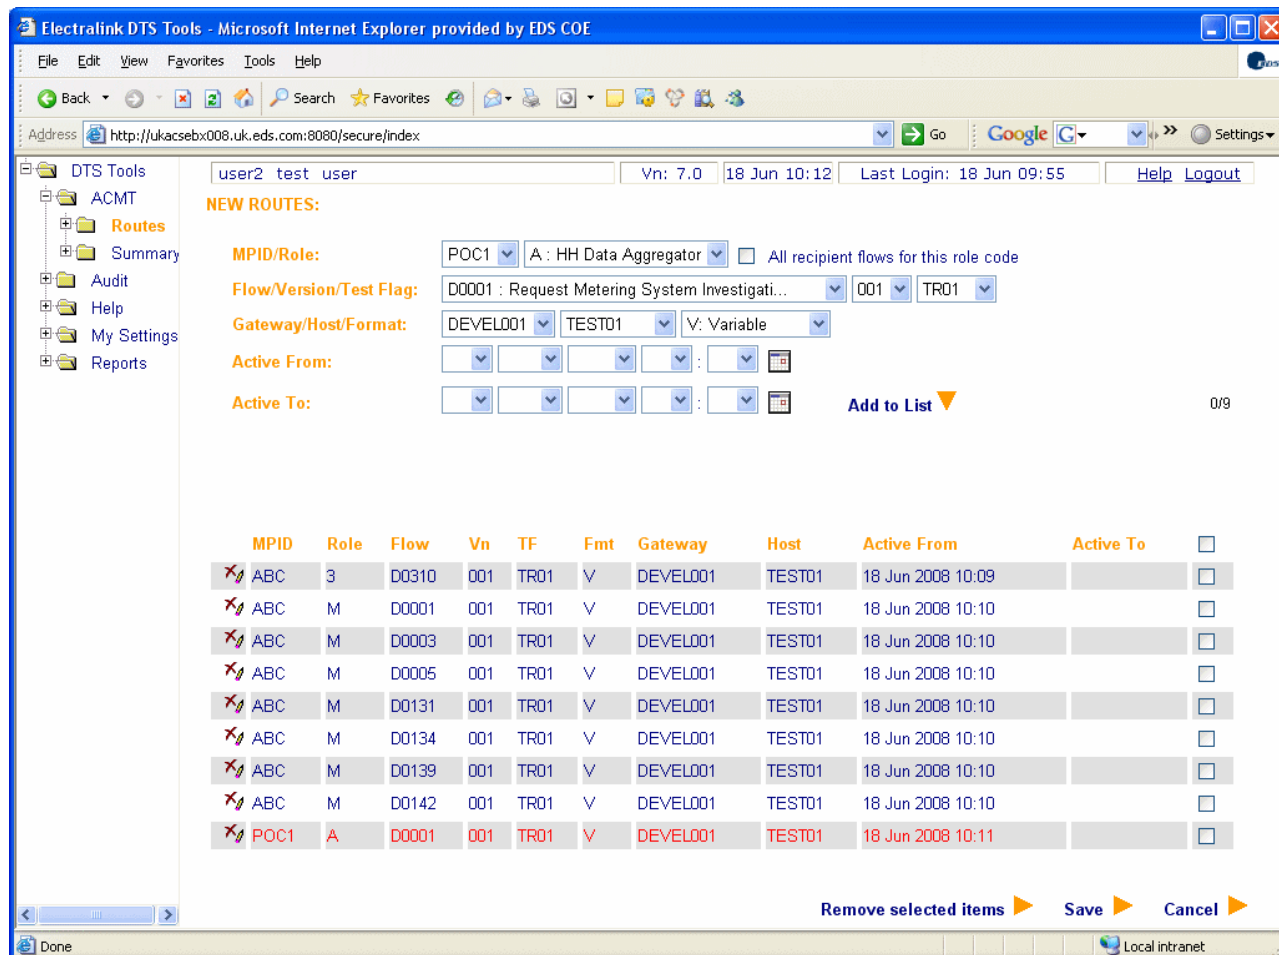 Electralink DTS Tools - Microsoft Internet Explorer provided by EDS COE
File Edit View Favorites Tools Help
Back Search Favorites
Address http://ukacsebx008.uk.eds.com:8080/secure/index Go Google G Settings
DTS Tools
ACMT
Routes
Summary
Audit
Help
My Settings
Reports
user2 test user Vn: 7.0 18 Jun 10:12 Last Login: 18 Jun 09:55 Help Logout
NEW ROUTES:
MPID/Role: POC1 A : HH Data Aggregator All recipient flows for this role code
Flow/Version/Test Flag: D0001 : Request Metering System Investigati... 001 TR01
Gateway/Host/Format: DEVEL001 TEST01 V: Variable
Active From: :
Active To: : Add to List 0/9
MPID Role Flow Vn TF Fmt Gateway Host Active From Active To
ABC 3 D0310 001 TR01 V DEVEL001 TEST01 18 Jun 2008 10:09
ABC M D0001 001 TR01 V DEVEL001 TEST01 18 Jun 2008 10:10
ABC M D0003 001 TR01 V DEVEL001 TEST01 18 Jun 2008 10:10
ABC M D0005 001 TR01 V DEVEL001 TEST01 18 Jun 2008 10:10
ABC M D0131 001 TR01 V DEVEL001 TEST01 18 Jun 2008 10:10
ABC M D0134 001 TR01 V DEVEL001 TEST01 18 Jun 2008 10:10
ABC M D0139 001 TR01 V DEVEL001 TEST01 18 Jun 2008 10:10
ABC M D0142 001 TR01 V DEVEL001 TEST01 18 Jun 2008 10:10
POC1 A D0001 001 TR01 V DEVEL001 TEST01 18 Jun 2008 10:11
Remove selected items Save Cancel
Done Local intranet